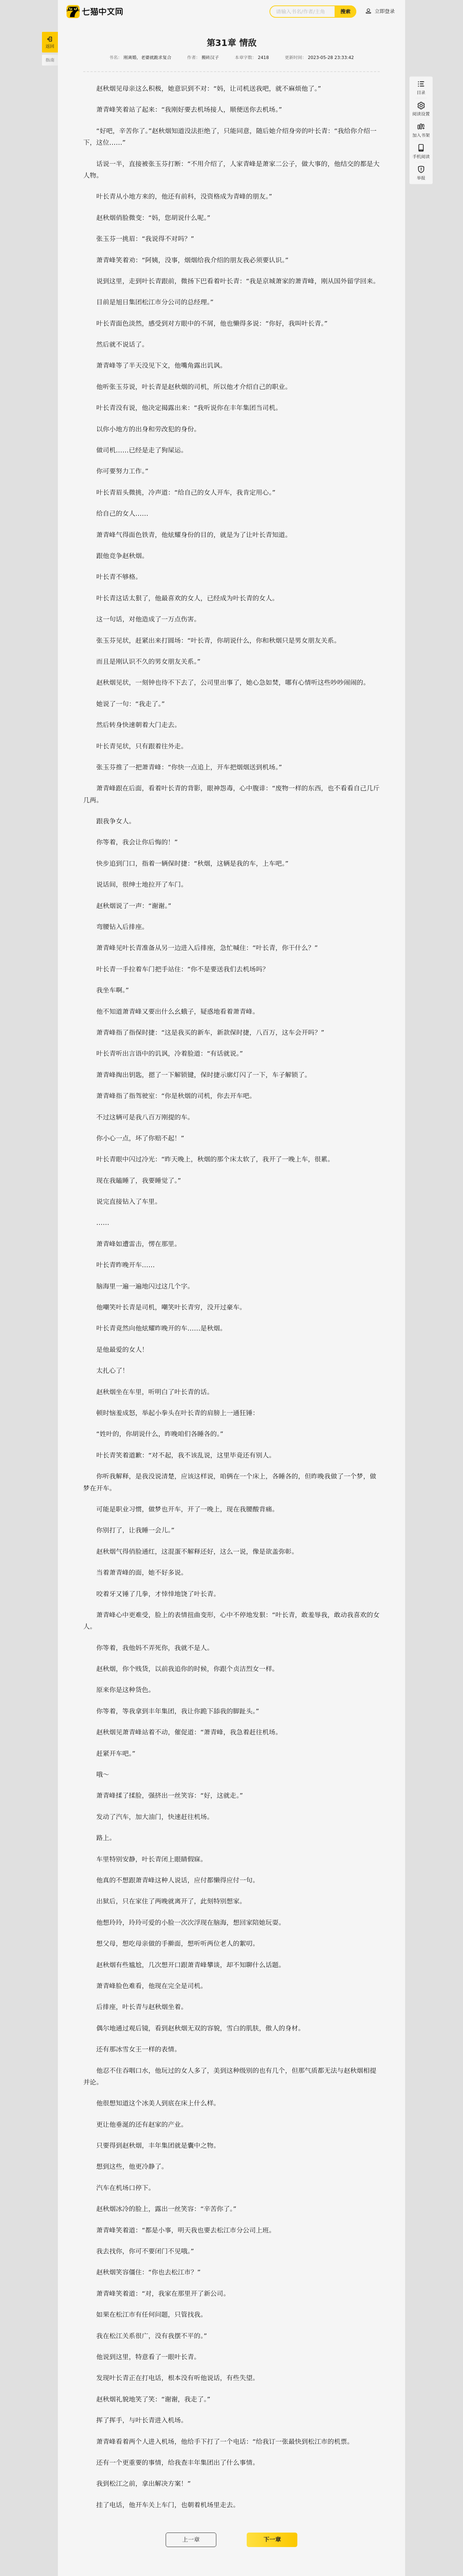 七猫中文网
请输入书名/作者/主角
搜索
立即登录
返回
书籍
目录
阅读设置
加入书架
手机阅读
举报
第31章 情敌
本章字数: 2418
更新时间: 2023-05-28 23:33:42
赵秋烟见母亲这么积极,她意识到不对:“妈,让司机送我吧,就不麻烦他了。”
萧青峰笑着站了起来:“我刚好要去机场接人,顺便送你去机场。”
“好吧,辛苦你了。”赵秋烟知道没法拒绝了,只能同意,随后她介绍身旁的叶长青:“我给你介绍一
下,这位......”
话说一半,直接被张玉芬打断:“不用介绍了,人家青峰是萧家二公子,做大事的,他结交的都是大
人物。
叶长青从小地方来的,他还有前科,没资格成为青峰的朋友。”
赵秋烟俏脸微变:“妈,您胡说什么呢。”
张玉芬一挑眉:“我说得不对吗?”
萧青峰笑着劝:“阿姨,没事,烟烟给我介绍的朋友我必须要认识。”
说到这里,走到叶长青跟前,微扬下巴看着叶长青:“我是京城萧家的萧青峰,刚从国外留学回来。
目前是旭日集团松江市分公司的总经理。”
叶长青面色淡然,感受到对方眼中的不屑,他也懒得多说:“你好,我叫叶长青。”
然后就不说话了。
萧青峰等了半天没见下文,他嘴角露出讥讽。
他听张玉芬说,叶长青是赵秋烟的司机,所以他才介绍自己的职业。
叶长青没有说,他决定揭露出来:“我听说你在丰年集团当司机。
以你小地方的出身和劳改犯的身份。
做司机......已经是走了狗屎运。
你可要努力工作。”
叶长青眉头微挑,冷声道:“给自己的女人开车,我肯定用心。”
给自己的女人......
萧青峰气得面色铁青,他炫耀身份的目的,就是为了让叶长青知道。
跟他竞争赵秋烟。
叶长青不够格。
叶长青这话太狠了,他最喜欢的女人,已经成为叶长青的女人。
这一句话,对他造成了一万点伤害。
张玉芬见状,赶紧出来打圆场:“叶长青,你胡说什么,你和秋烟只是男女朋友关系。
而且是刚认识不久的男女朋友关系。”
赵秋烟见状,一刻钟也待不下去了,公司里出事了,她心急如焚,哪有心情听这些吵吵闹闹的。
她说了一句:“我走了。”
然后转身快速朝着大门走去。
叶长青见状,只有跟着往外走。
张玉芬推了一把萧青峰:“你快一点追上,开车把烟烟送到机场。”
萧青峰跟在后面,看着叶长青的背影,眼神怨毒,心中腹诽:“废物一样的东西,也不看看自己几斤
几两。
跟我争女人。
你等着,我会让你后悔的!”
快步追到门口,指着一辆保时捷:“秋烟,这辆是我的车,上车吧。”
说话间,很绅士地拉开了车门。
赵秋烟说了一声:“谢谢。”
弯腰钻入后排座。
萧青峰见叶长青准备从另一边进入后排座,急忙喊住:“叶长青,你干什么?”
叶长青一手拉着车门把手站住:“你不是要送我们去机场吗?
我坐车啊。”
他不知道萧青峰又要出什么幺蛾子,疑惑地看着萧青峰。
萧青峰指了指保时捷:“这是我买的新车,新款保时捷,八百万,这车会开吗?”
叶长青听出言语中的讥讽,冷着脸道:“有话就说。”
萧青峰掏出钥匙,摁了一下解锁键,保时捷示廓灯闪了一下,车子解锁了。
萧青峰指了指驾驶室:“你是秋烟的司机,你去开车吧。
不过这辆可是我八百万刚提的车。
你小心一点,坏了你赔不起!”
叶长青眼中闪过冷光:“昨天晚上,秋烟的那个床太软了,我开了一晚上车,很累。
现在我瞌睡了,我要睡觉了。”
说完直接钻入了车里。
......
萧青峰如遭雷击,愣在那里。
叶长青昨晚开车......
脑海里一遍一遍地闪过这几个字。
他嘲笑叶长青是司机,嘲笑叶长青穷,没开过豪车。
叶长青竟然向他炫耀昨晚开的车......是秋烟。
是他最爱的女人!
太扎心了!
赵秋烟坐在车里,听明白了叶长青的话。
顿时恼羞成怒,举起小拳头在叶长青的肩膀上一通狂锤:
“姓叶的,你胡说什么,昨晚咱们各睡各的。”
叶长青笑着道歉:“对不起,我不该乱说,这里毕竟还有别人。
你听我解释,是我没说清楚,应该这样说,咱俩在一个床上,各睡各的,但昨晚我做了一个梦,做
梦在开车。
可能是职业习惯,做梦也开车,开了一晚上,现在我腰酸背痛。
你别打了,让我睡一会儿。”
赵秋烟气得俏脸通红,这混蛋不解释还好,这么一说,像是欲盖弥彰。
当着萧青峰的面,她不好多说。
咬着牙又锤了几拳,才悻悻地饶了叶长青。
萧青峰心中更难受,脸上的表情扭曲变形,心中不停地发狠:“叶长青,敢羞辱我,敢动我喜欢的女
人。
你等着,我他妈不弄死你,我就不是人。
赵秋烟,你个贱货,以前我追你的时候,你跟个贞洁烈女一样。
原来你是这种货色。
你等着,等我拿到丰年集团,我让你跪下舔我的脚趾头。”
赵秋烟见萧青峰站着不动,催促道:“萧青峰,我急着赶往机场。
赶紧开车吧。”
哦~
萧青峰揉了揉脸,强挤出一丝笑容:“好,这就走。”
发动了汽车,加大油门,快速赶往机场。
路上。
车里特别安静,叶长青闭上眼睛假寐。
他真的不想跟萧青峰这种人说话,应付都懒得应付一句。
出狱后,只在家住了两晚就离开了,此刻特别想家。
他想玲玲,玲玲可爱的小脸一次次浮现在脑海,想回家陪她玩耍。
想父母,想吃母亲做的手擀面,想听听两位老人的絮叨。
赵秋烟有些尴尬,几次想开口跟萧青峰攀谈,却不知聊什么话题。
萧青峰脸色难看,他现在完全是司机。
后排座,叶长青与赵秋烟坐着。
偶尔地通过观后镜,看到赵秋烟无双的容貌,雪白的肌肤,傲人的身材。
还有那冰雪女王一样的表情。
他忍不住吞咽口水,他玩过的女人多了,美到这种级别的也有几个,但那气质都无法与赵秋烟相提
并论。
他很想知道这个冰美人到底在床上什么样。
更让他垂涎的还有赵家的产业。
只要得到赵秋烟,丰年集团就是囊中之物。
想到这些,他更冷静了。
汽车在机场口停下。
赵秋烟冰冷的脸上,露出一丝笑容:“辛苦你了。”
萧青峰笑着道:“都是小事,明天我也要去松江市分公司上班。
我去找你,你可不要闭门不见哦。”
赵秋烟笑容僵住:“你也去松江市?”
萧青峰笑着道:“对,我家在那里开了新公司。
如果在松江市有任何问题,只管找我。
我在松江关系很广,没有我摆不平的。”
他说到这里,特意看了一眼叶长青。
发现叶长青正在打电话,根本没有听他说话,有些失望。
赵秋烟礼貌地笑了笑:“谢谢,我走了。”
挥了挥手,与叶长青进入机场。
萧青峰看着两个人进入机场,他给手下打了一个电话:“给我订一张最快到松江市的机票。
还有一个更重要的事情,给我查丰年集团出了什么事情。
我到松江之前,拿出解决方案!”
挂了电话,他开车关上车门,也朝着机场里走去。
上一章
下一章